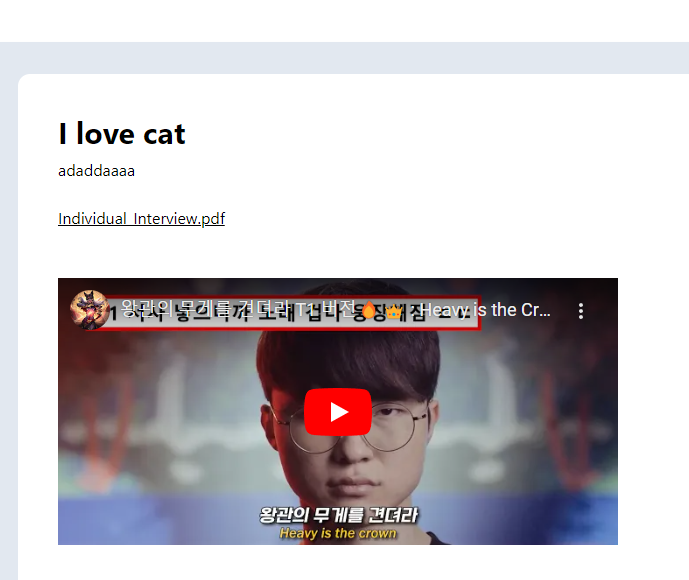 I love cat
adaddaaaa
Individual_Interview.pdf
왕관의 무게를 견뎌라 T1 버전🔥👑 - Heavy is the Cr...
왕관의 무게를 견뎌라
Heavy is the crown